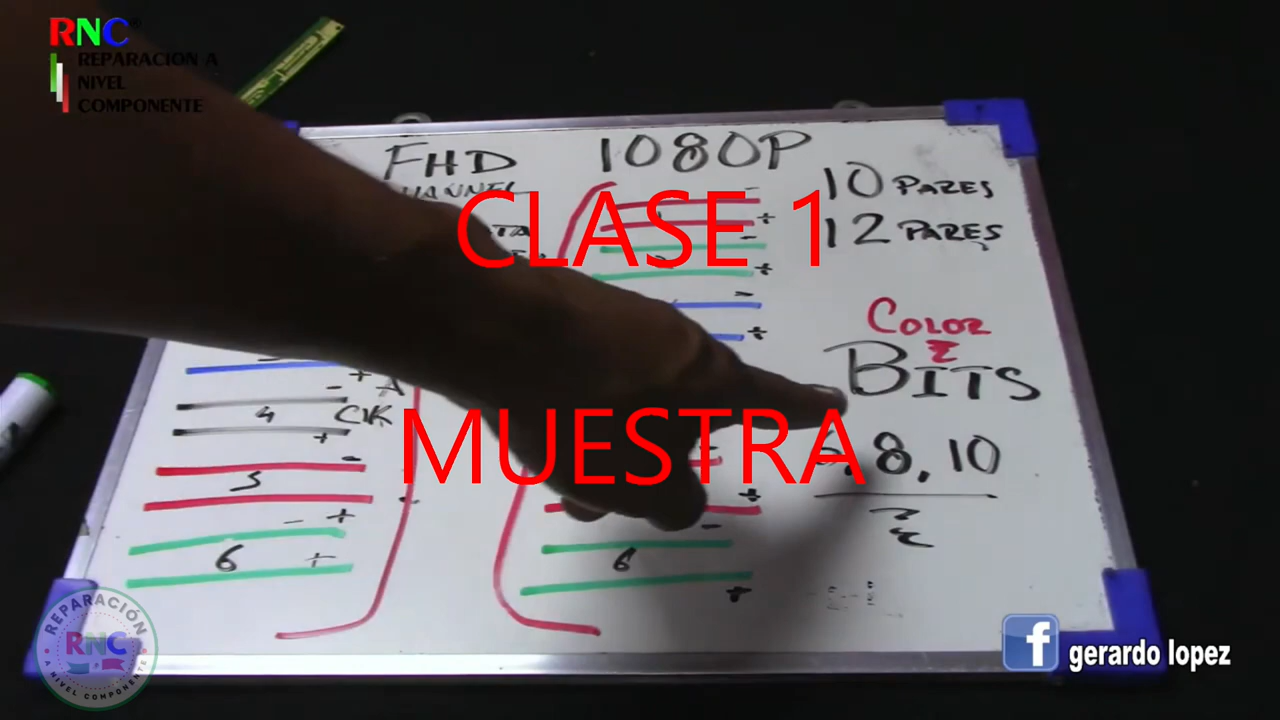 RNC
REPARACION A
NIVEL
COMPONENTE
FHD 1080P
10 PARES
12 PARES
CLASE 1
COLOR
BITS
4 CLK
A
MUESTRA
8, 10
5
6
6
REPARACIÓN
RNC
A NIVEL COMPONENTE
f gerardo lopez